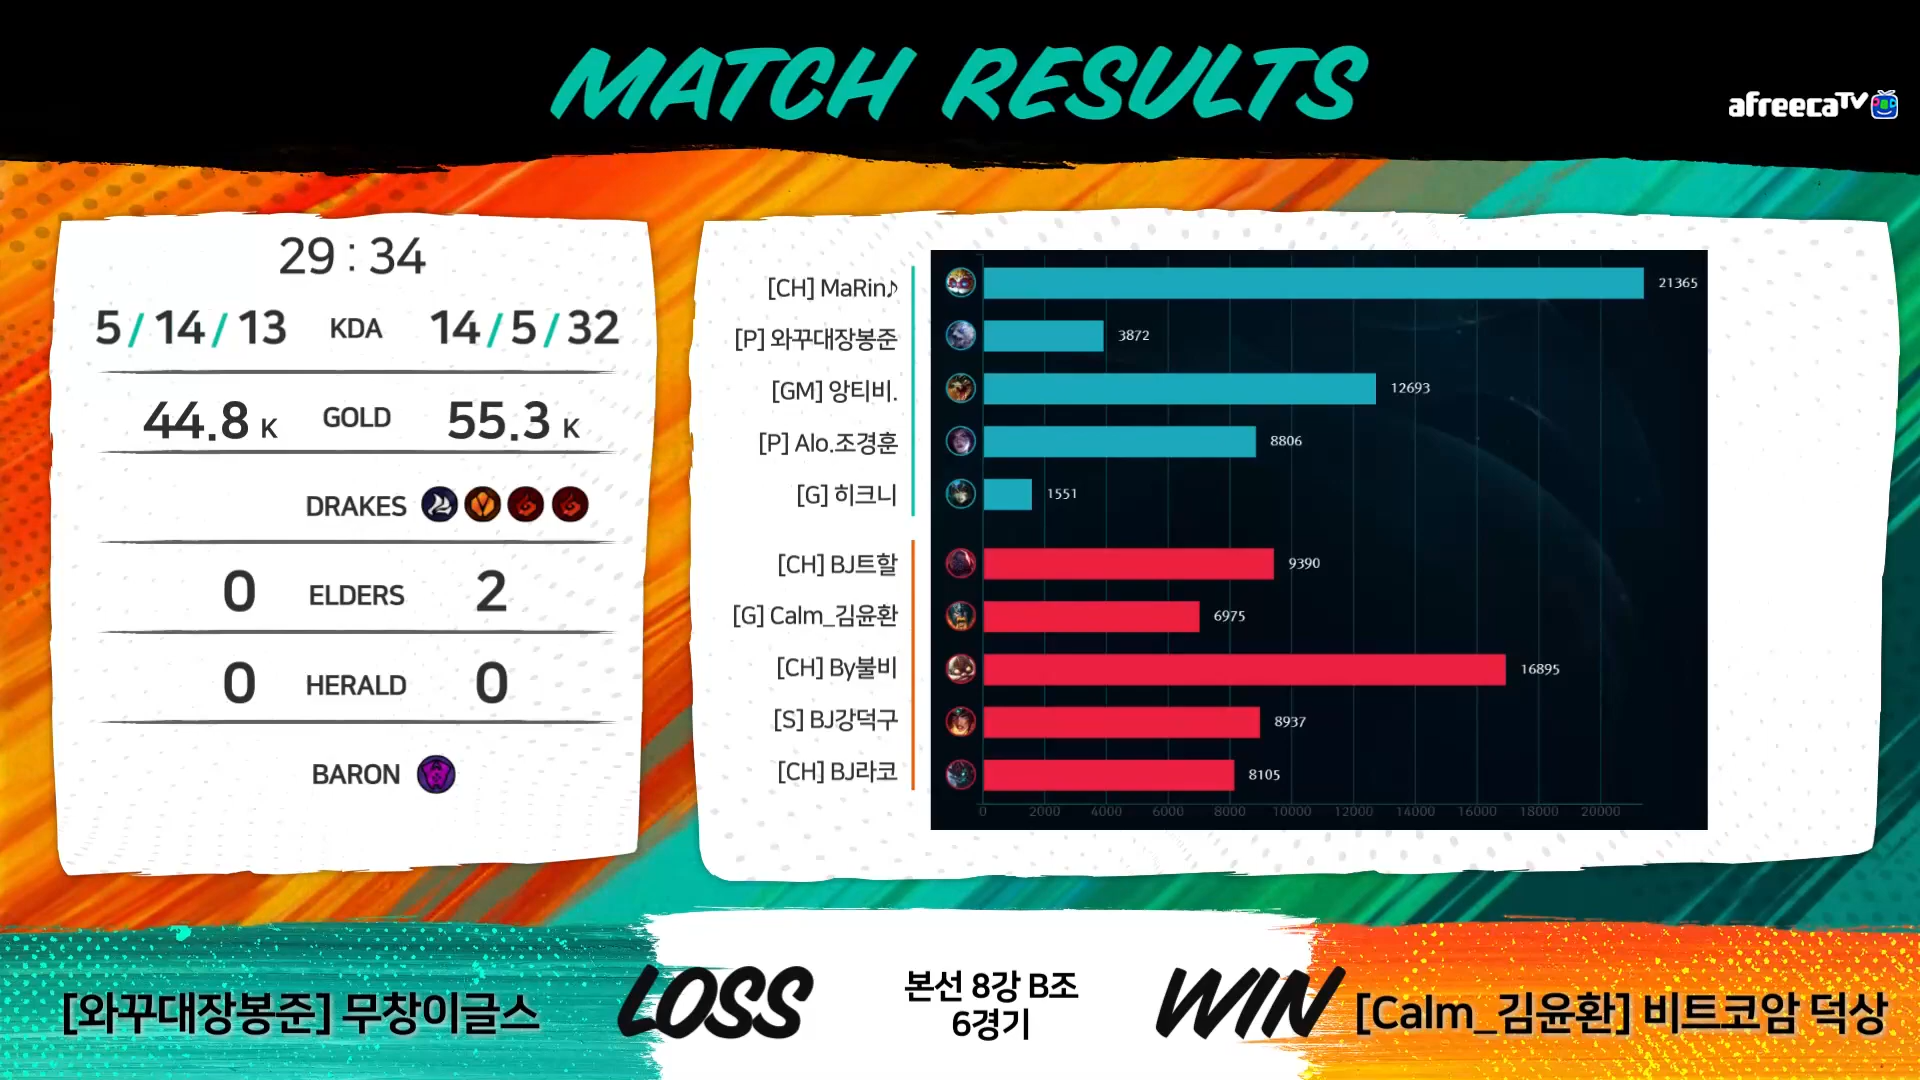 MATCH RESULTS
afreecaTV
29 : 34
5 / 14 / 13 KDA 14 / 5 / 32
44.8 K GOLD 55.3 K
DRAKES
0 ELDERS 2
0 HERALD 0
BARON
[CH] MaRin♪ 21365
[P] 와꾸대장봉준 3872
[GM] 앙티비. 12693
[P] Alo.조경훈 8806
[G] 히크니 1551
[CH] BJ트할 9390
[G] Calm_김윤환 6975
[CH] By불비 16895
[S] BJ강덕구 8937
[CH] BJ라코 8105
0 2000 4000 6000 8000 10000 12000 14000 16000 18000 20000
[와꾸대장봉준] 무창이글스
LOSS
본선 8강 B조
6경기
WIN
[Calm_김윤환] 비트코암 덕상